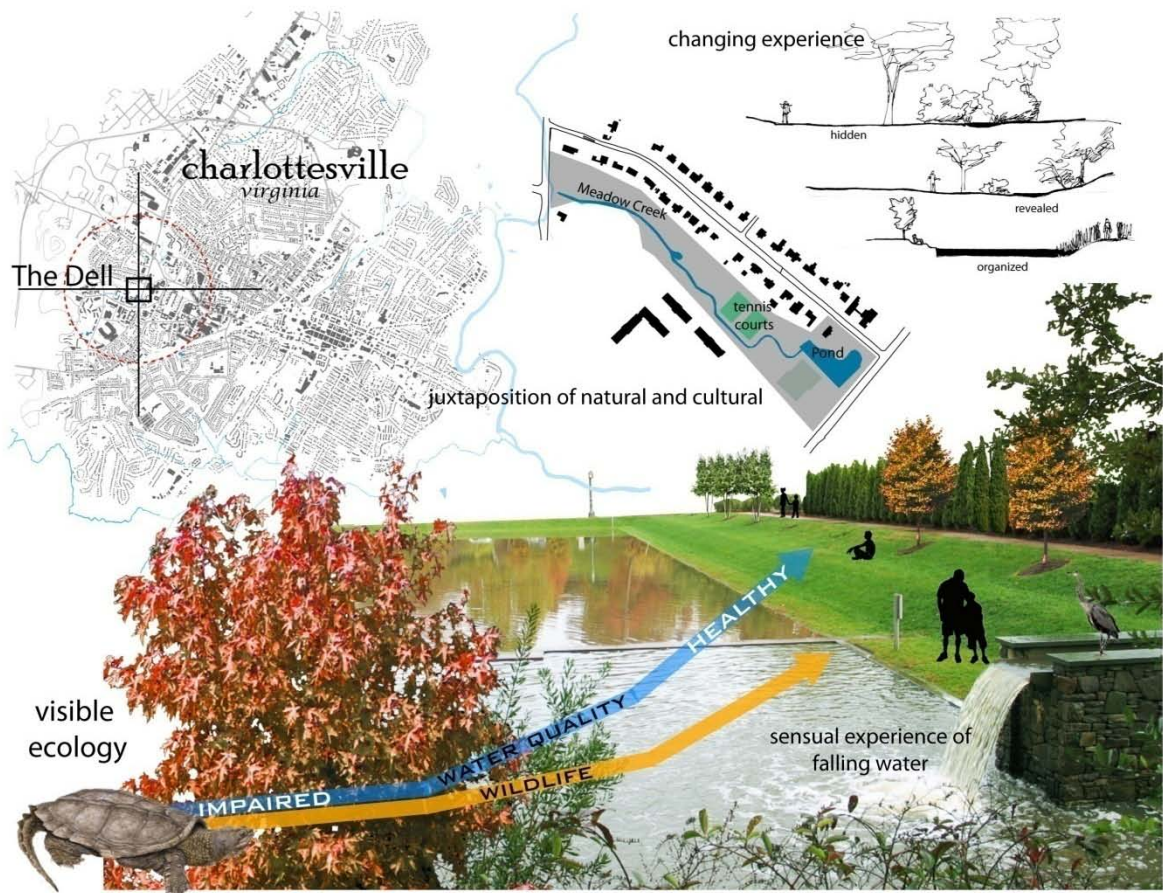 changing experience
hidden
revealed
organized
charlottesville
virginia
The Dell
Meadow Creek
tennis
courts
Pond
juxtaposition of natural and cultural
visible
ecology
IMPAIRED
WATER QUALITY
HEALTHY
WILDLIFE
sensual experience of
falling water